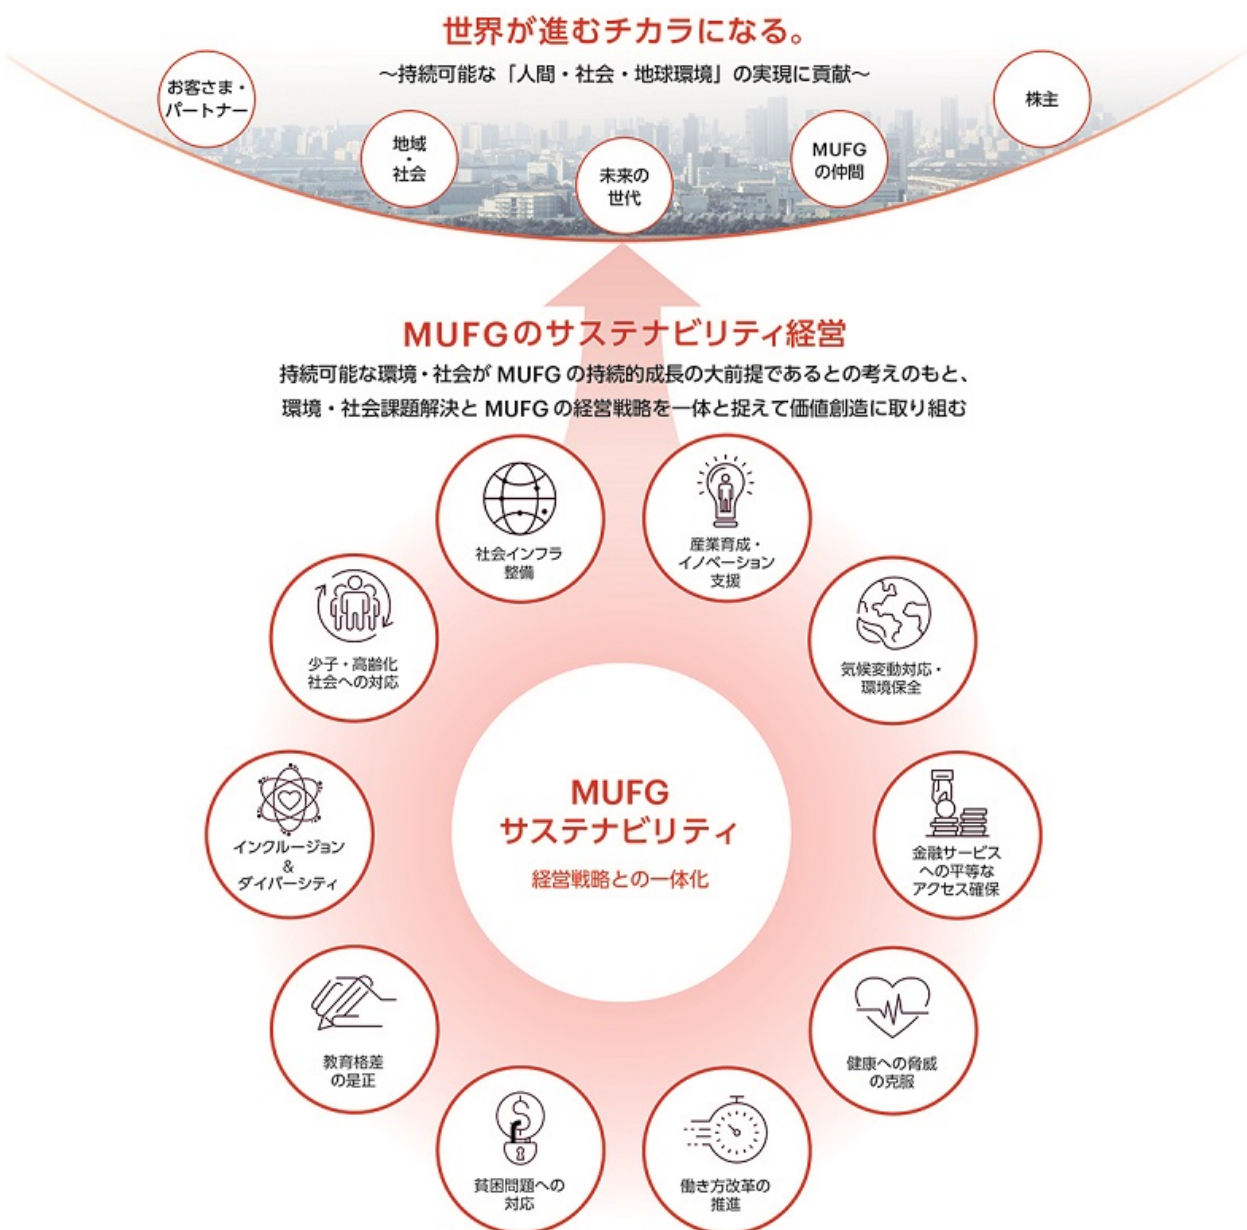 世界が進むチカラになる。
～持続可能な「人間・社会・地球環境」の実現に貢献～
お客さま・
パートナー
地域
・
社会
未来の
世代
MUFG
の仲間
株主
MUFGのサステナビリティ経営
持続可能な環境・社会が MUFG の持続的成長の大前提であるとの考えのもと、
環境・社会課題解決と MUFG の経営戦略を一体と捉えて価値創造に取り組む
社会インフラ
整備
産業育成・
イノベーション
支援
気候変動対応・
環境保全
金融サービス
への平等な
アクセス確保
健康への脅威
の克服
働き方改革の
推進
貧困問題への
対応
教育格差
の是正
インクルージョン
&
ダイバーシティ
少子・高齢化
社会への対応
MUFG
サステナビリティ
経営戦略との一体化